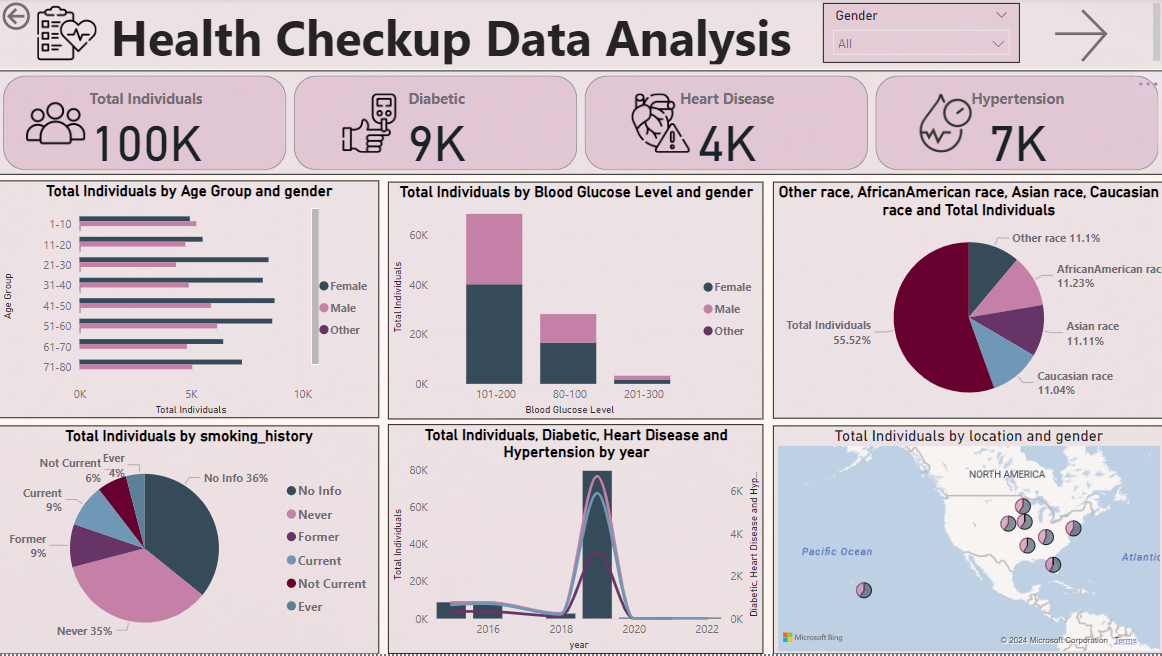 Health Checkup Data Analysis
Gender
All
Total Individuals
100K
Diabetic
9K
Heart Disease
4K
Hypertension
7K
Total Individuals by Age Group and gender
Age Group
1-10
11-20
21-30
31-40
41-50
51-60
61-70
71-80
0K
5K
10K
Total Individuals
Female
Male
Other
Total Individuals by Blood Glucose Level and gender
Total Individuals
60K
40K
20K
0K
101-200
80-100
201-300
Blood Glucose Level
Female
Male
Other
Other race, AfricanAmerican race, Asian race, Caucasian
race and Total Individuals
Other race 11.1%
AfricanAmerican rac
11.23%
Asian race
11.11%
Caucasian race
11.04%
Total Individuals
55.52%
Total Individuals by smoking_history
Ever
4%
Not Current
6%
Current
9%
Former
9%
Never 35%
No Info 36%
No Info
Never
Former
Current
Not Current
Ever
Total Individuals, Diabetic, Heart Disease and
Hypertension by year
Total Individuals
80K
60K
40K
20K
0K
2016
2018
2020
2022
year
6K
4K
2K
0K
Diabetic, Heart Disease and Hyp...
Total Individuals by location and gender
NORTH AMERICA
Pacific Ocean
Atlantic
Microsoft Bing
© 2024 Microsoft Corporation Terms